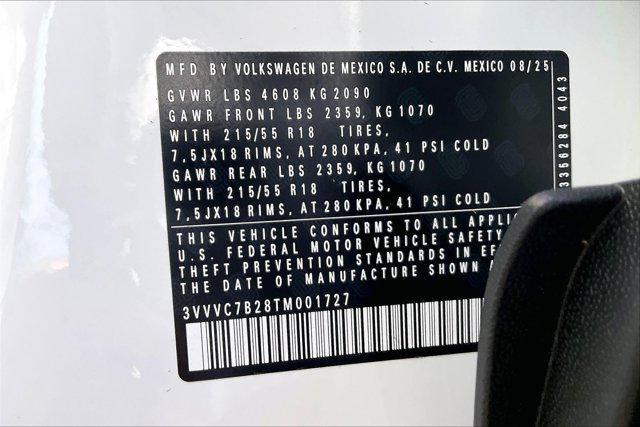 MFD BY VOLKSWAGEN DE MEXICO S.A. DE C.V. MEXICO 08/25
GVWR LBS 4608 KG 2090
GAWR FRONT LBS 2359, KG 1070
WITH 215/55 R18 TIRES,
7,5JX18 RIMS, AT 280 KPA, 41 PSI COLD
GAWR REAR LBS 2359, KG 1070
WITH 215/55 R18 TIRES,
7,5JX18 RIMS, AT 280 KPA, 41 PSI COLD
THIS VEHICLE CONFORMS TO ALL APPLIC
U.S. FEDERAL MOTOR VEHICLE SAFETY
THEFT PREVENTION STANDARDS IN EF
THE DATE OF MANUFACTURE SHOWN
3VVVC7B28TM001727
3356284 4043